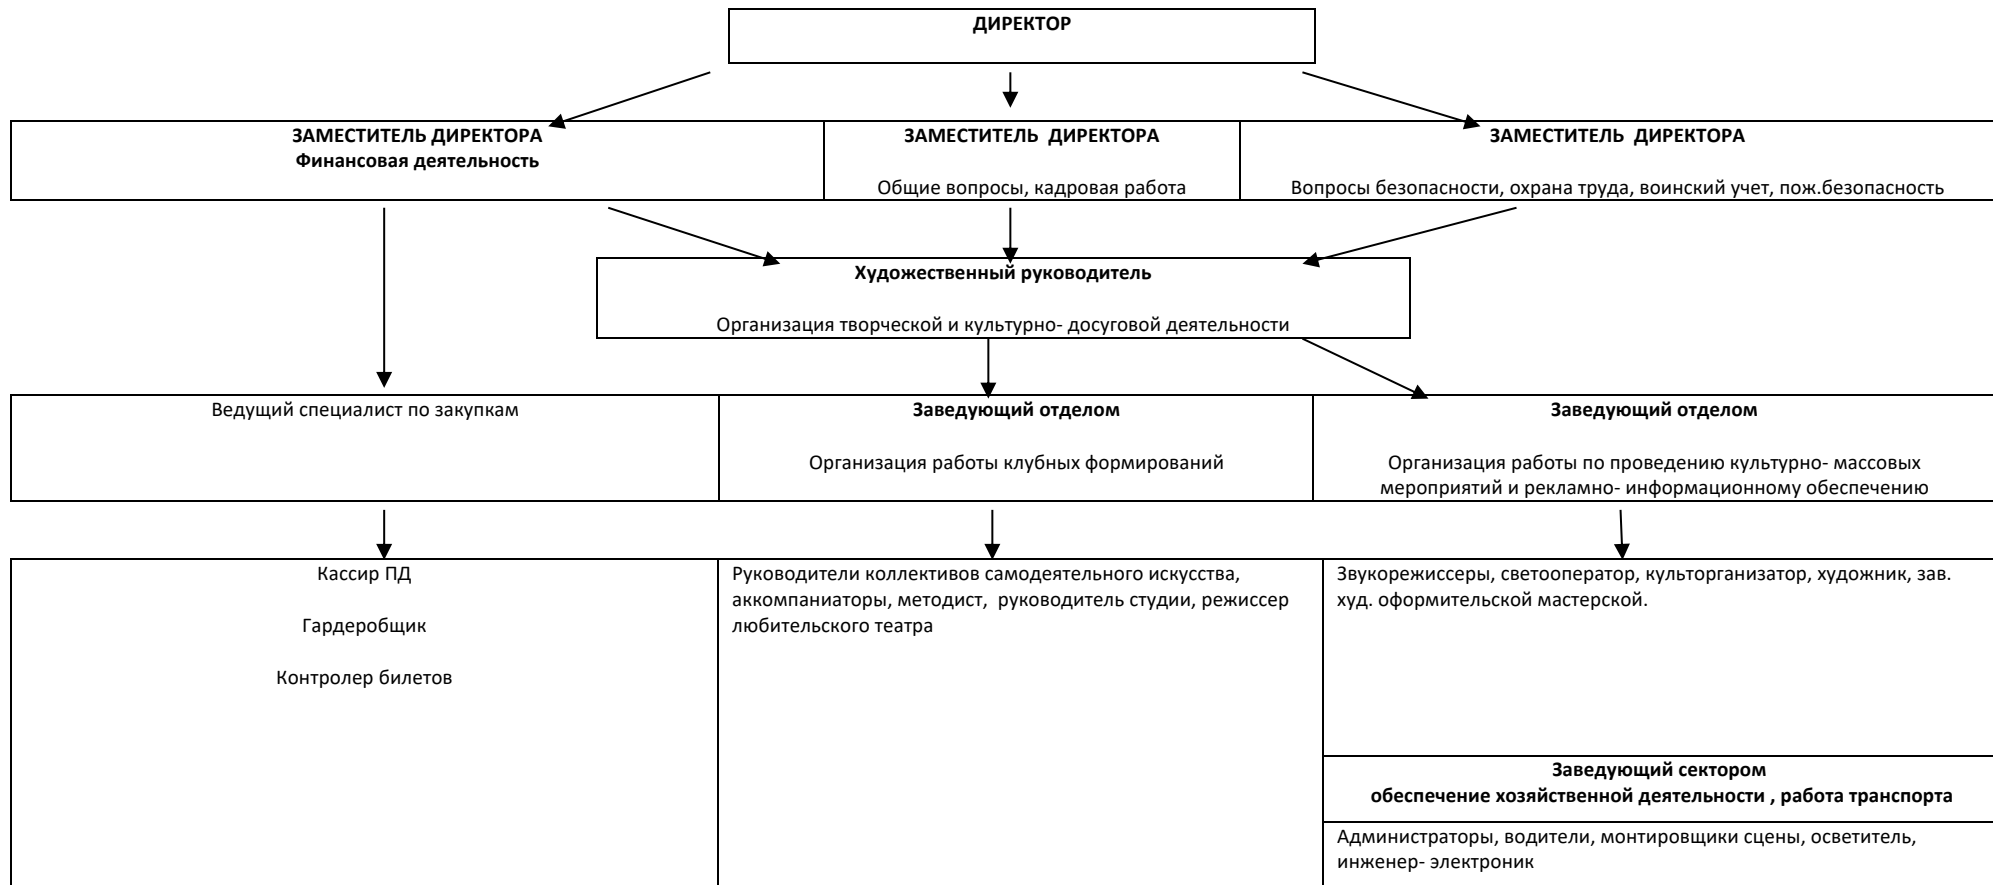 ДИРЕКТОР
ЗАМЕСТИТЕЛЬ ДИРЕКТОРА
Финансовая деятельность
ЗАМЕСТИТЕЛЬ ДИРЕКТОРА
Общие вопросы, кадровая работа
ЗАМЕСТИТЕЛЬ ДИРЕКТОРА
Вопросы безопасности, охрана труда, воинский учет, пож.безопасность
Художественный руководитель
Организация творческой и культурно- досуговой деятельности
Ведущий специалист по закупкам
Заведующий отделом
Организация работы клубных формирований
Заведующий отделом
Организация работы по проведению культурно- массовых
мероприятий и рекламно- информационному обеспечению
Кассир ПД
Гардеробщик
Контролер билетов
Руководители коллективов самодеятельного искусства,
аккомпаниаторы, методист, руководитель студии, режиссер
любительского театра
Звукорежиссеры, светооператор, культорганизатор, художник, зав.
худ. оформительской мастерской.
Заведующий сектором
обеспечение хозяйственной деятельности , работа транспорта
Администраторы, водители, монтировщики сцены, осветитель,
инженер- электроник